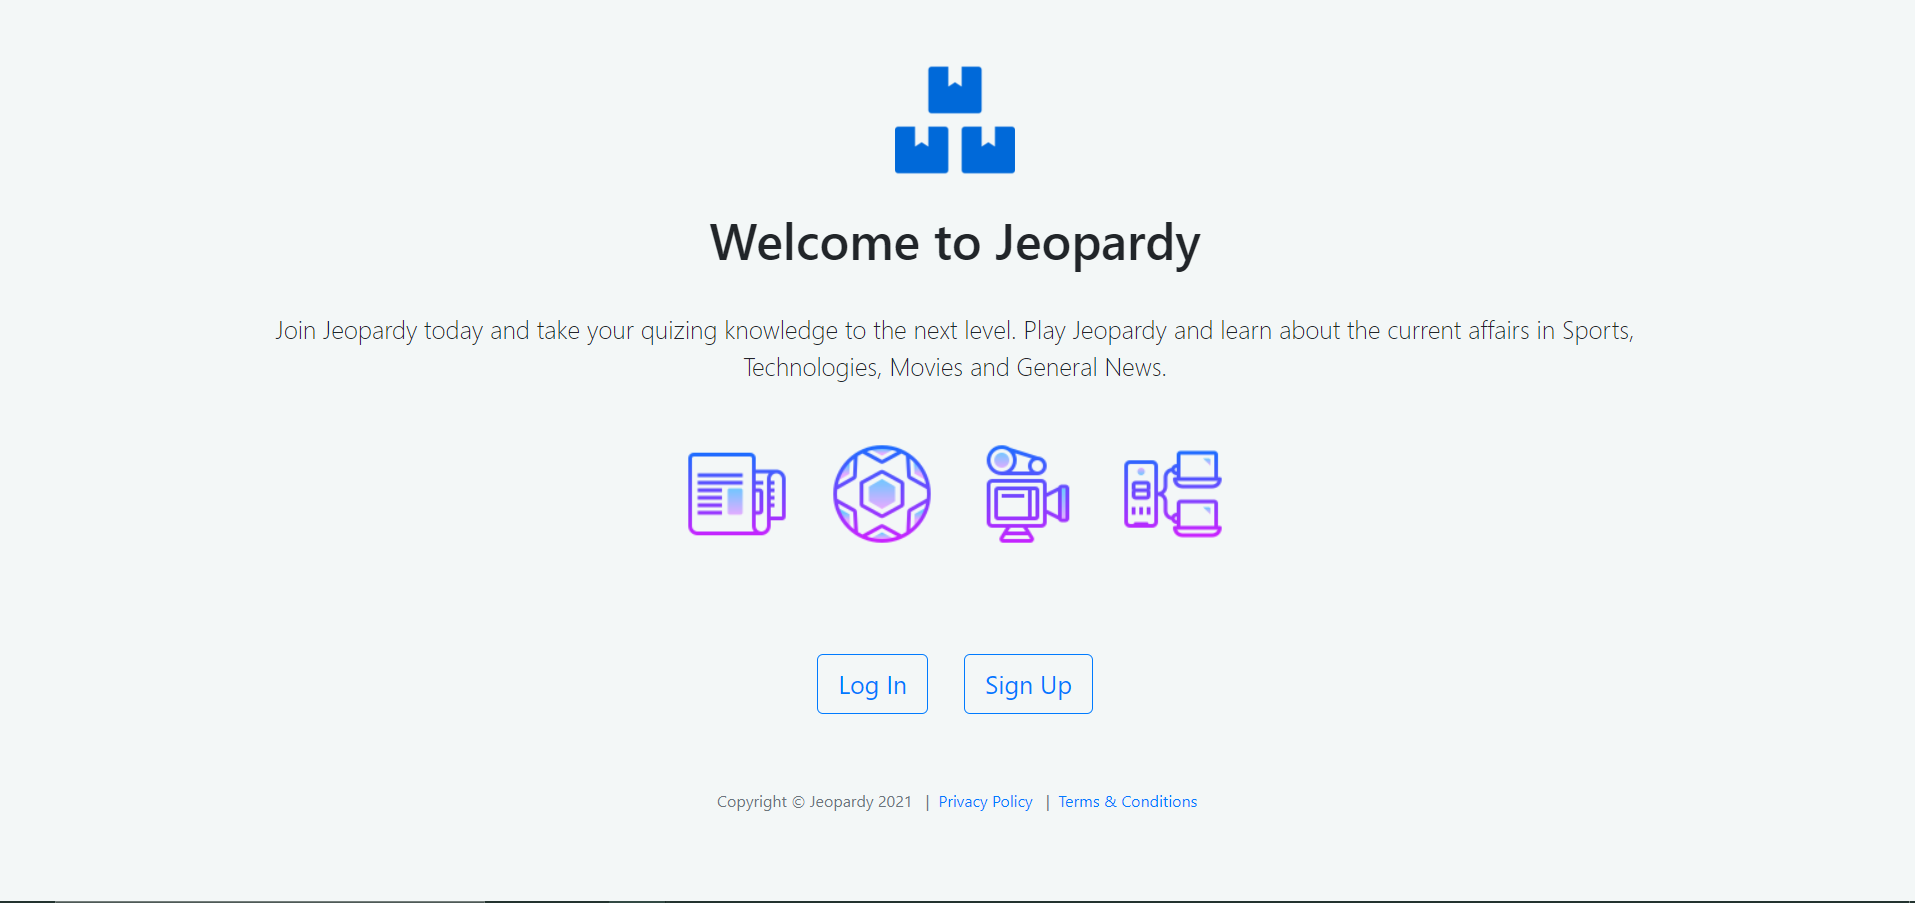 Welcome to Jeopardy
Join Jeopardy today and take your quizing knowledge to the next level. Play Jeopardy and learn about the current affairs in Sports,
Technologies, Movies and General News.
Log In
Sign Up
Copyright © Jeopardy 2021 | Privacy Policy | Terms & Conditions